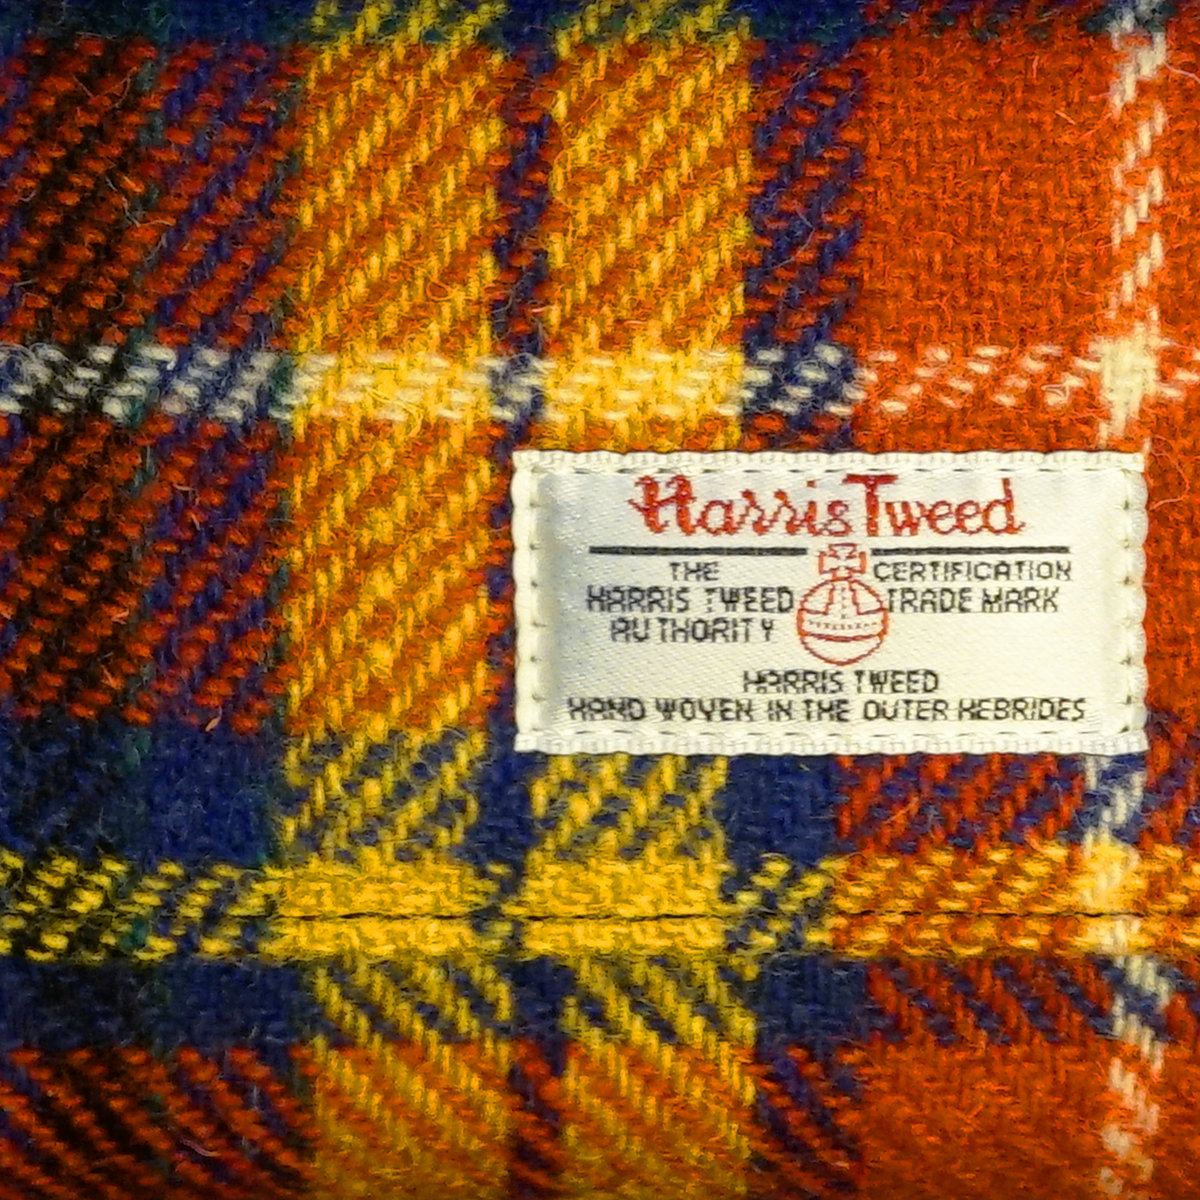 Harris Tweed
THE
HARRIS TWEED
AUTHORITY
CERTIFICATION
TRADE MARK
HARRIS TWEED
HAND WOVEN IN THE OUTER HEBRIDES